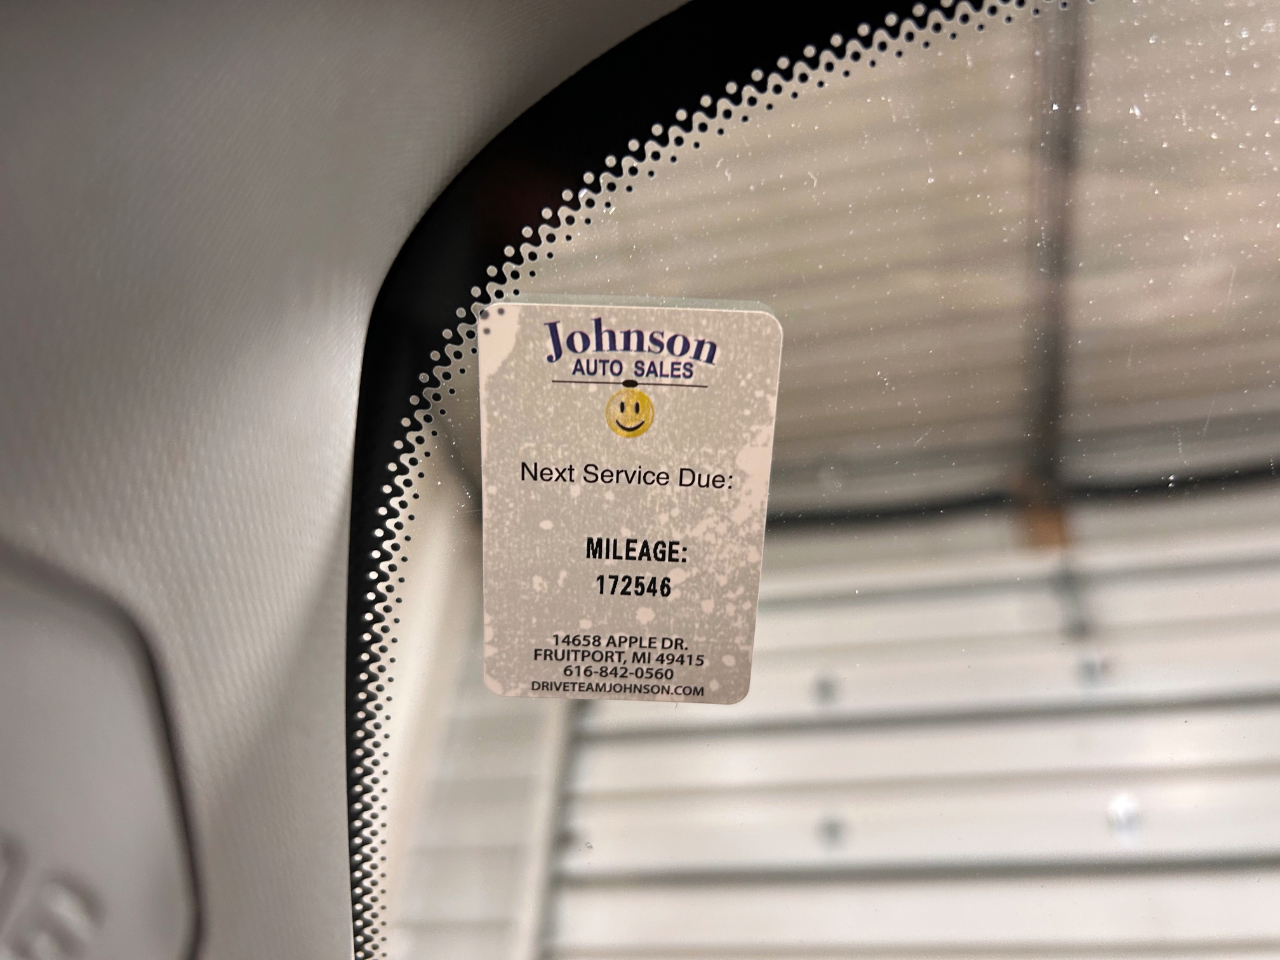 Johnson
AUTO SALES
Next Service Due:
MILEAGE:
172546
14658 APPLE DR.
FRUITPORT, MI 49415
616-842-0560
DRIVETEAMJOHNSON.COM